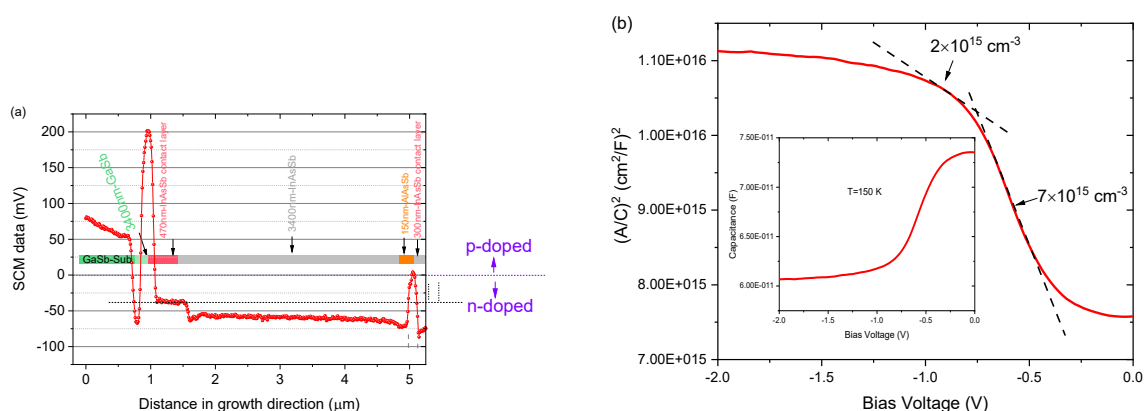 (a)
200
150
100
50
0
-50
-100
SCM data (mV)
3400nm-GaSb
470nm-InAsSb contact layer
3400nm-InAsSb
150nm-AlAsSb
300nm-InAsSb contact layer
GaSb-Sub
p-doped
n-doped
0
1
2
3
4
5
Distance in growth direction (μm)
(b)
1.10E+016
1.00E+016
9.00E+015
8.00E+015
7.00E+015
(A/C)² (cm²/F)²
2×10¹⁵ cm⁻³
7×10¹⁵ cm⁻³
7.50E-011
7.00E-011
6.50E-011
6.00E-011
Capacitance (F)
T=150 K
-2.0
-1.5
-1.0
-0.5
0.0
Bias Voltage (V)
-2.0
-1.5
-1.0
-0.5
0.0
Bias Voltage (V)